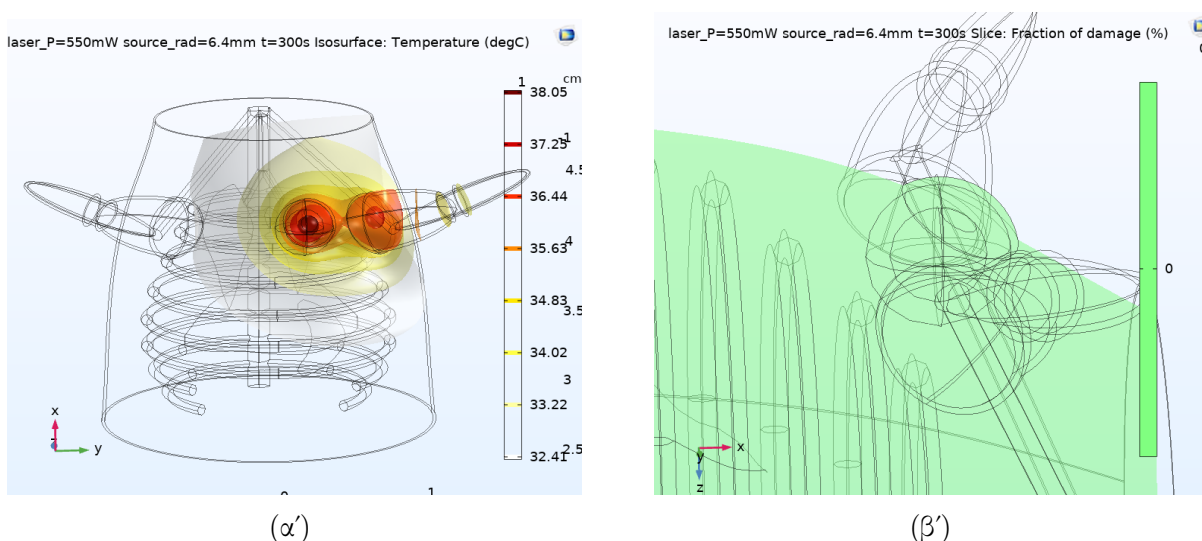 laser_P=550mW source_rad=6.4mm t=300s Isosurface: Temperature (degC)
1
cm
38.05
37.25
1
36.44
4.5
35.63
4
34.83
3.5
34.02
3
33.22
32.41
2.5
x
y
0
1
(α′)
laser_P=550mW source_rad=6.4mm t=300s Slice: Fraction of damage (%)
0
0
x
y
z
(β′)